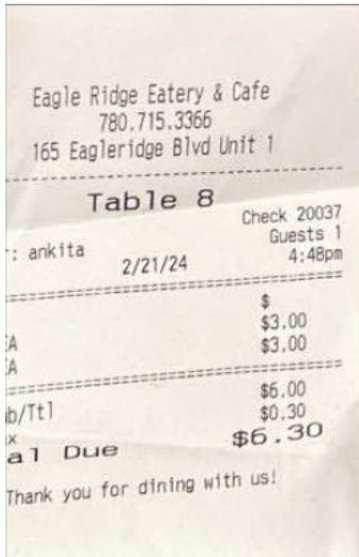 Eagle Ridge Eatery & Cafe
780.715.3366
165 Eagleridge Blvd Unit 1
Table 8
Check 20037
: ankita Guests 1
2/21/24 4:48pm
$
EA $3.00
EA $3.00
b/Ttl $6.00
x $0.30
al Due $6.30
Thank you for dining with us!